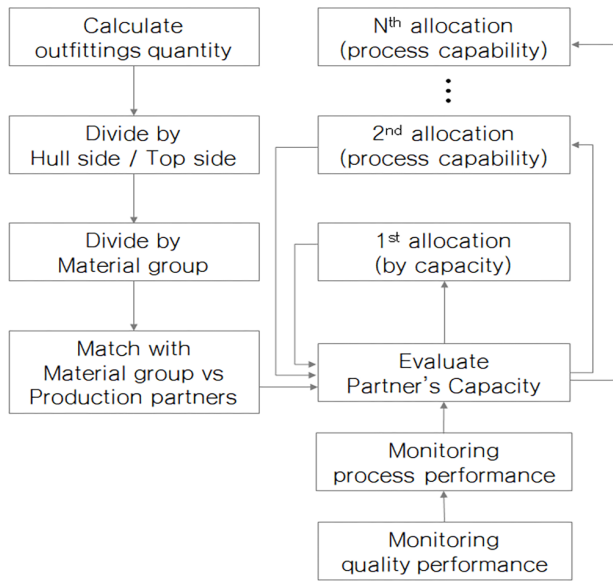 Calculate
outfittings quantity
Divide by
Hull side / Top side
Divide by
Material group
Match with
Material group vs
Production partners
Nth allocation
(process capability)
2nd allocation
(process capability)
1st allocation
(by capacity)
Evaluate
Partner's Capacity
Monitoring
process performance
Monitoring
quality performance